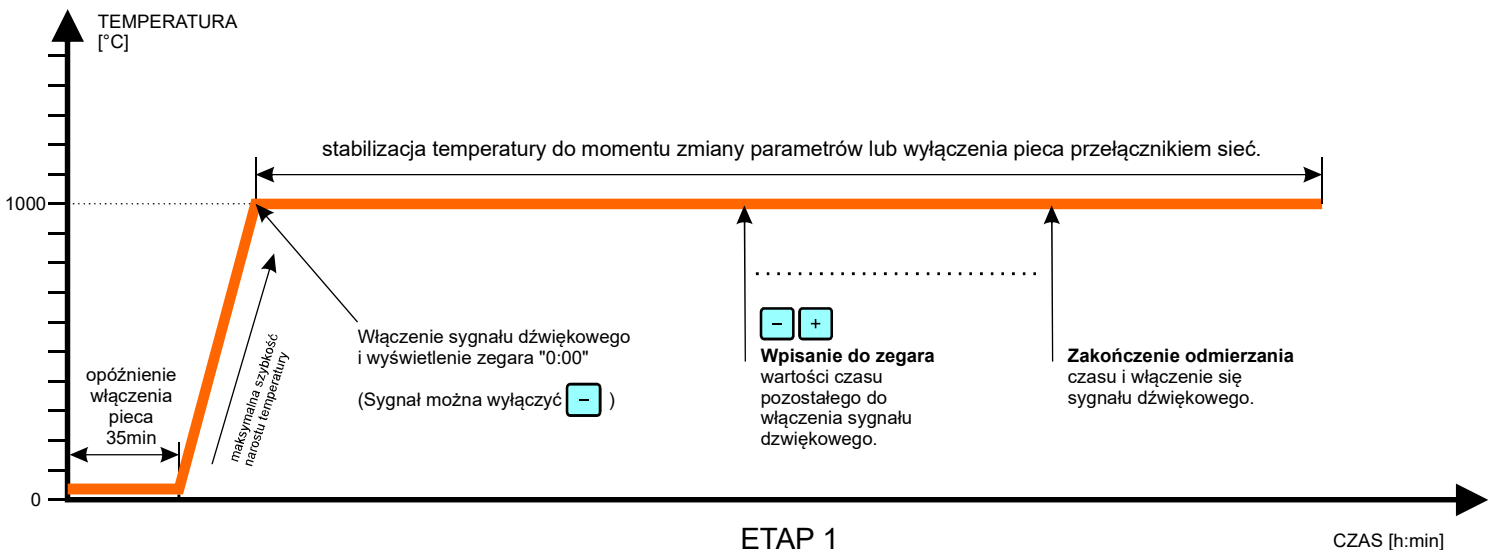 TEMPERATURA
[°C]
stabilizacja temperatury do momentu zmiany parametrów lub wyłączenia pieca przełącznikiem sieć.
1000
maksymalna szybkość
narostu temperatury
Włączenie sygnału dźwiękowego
i wyświetlenie zegara "0:00"
(Sygnał można wyłączyć - )
opóźnienie
włączenia
pieca
35min
- +
Wpisanie do zegara
wartości czasu
pozostałego do
włączenia sygnału
dzwiękowego.
Zakończenie odmierzania
czasu i włączenie się
sygnału dźwiękowego.
0
ETAP 1
CZAS [h:min]